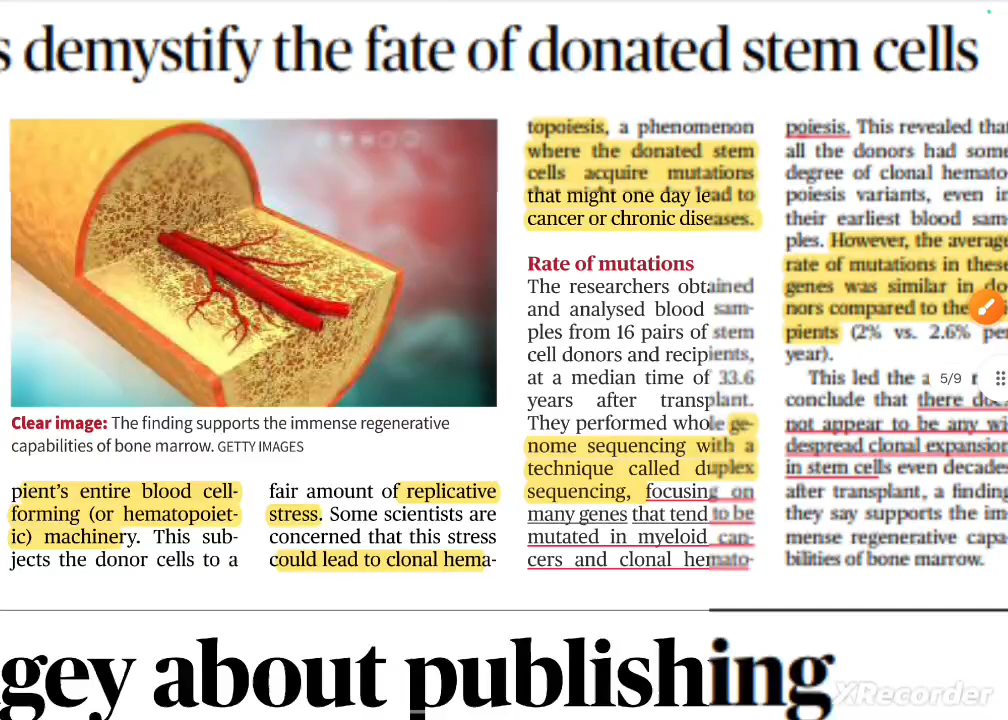 s demystify the fate of donated stem cells
Clear image: The finding supports the immense regenerative
capabilities of bone marrow. GETTY IMAGES
pient's entire blood cell-
forming (or hematopoiet-
ic) machinery. This sub-
jects the donor cells to a
fair amount of replicative
stress. Some scientists are
concerned that this stress
could lead to clonal hema-
topoiesis, a phenomenon
where the donated stem
cells acquire mutations
that might one day lead to
cancer or chronic diseases.
Rate of mutations
The researchers obtained
and analysed blood sam-
ples from 16 pairs of stem
cell donors and recipients,
at a median time of 33.6
years after transplant.
They performed whole ge-
nome sequencing with a
technique called duplex
sequencing, focusing on
many genes that tend to be
mutated in myeloid can-
cers and clonal hemato-
poiesis. This revealed tha
all the donors had some
degree of clonal hemato
poiesis variants, even in
their earliest blood sam
ples. However, the average
rate of mutations in these
genes was similar in do
nors compared to the
pients (2% vs. 2.6% per
year).
This led the a
conclude that there do
not appear to be any wi
despread clonal expansion
in stem cells even decades
after transplant, a finding
they say supports the im
mense regenerative capa
bilities of bone marrow.
5/9
gey about publishing
XRecorder